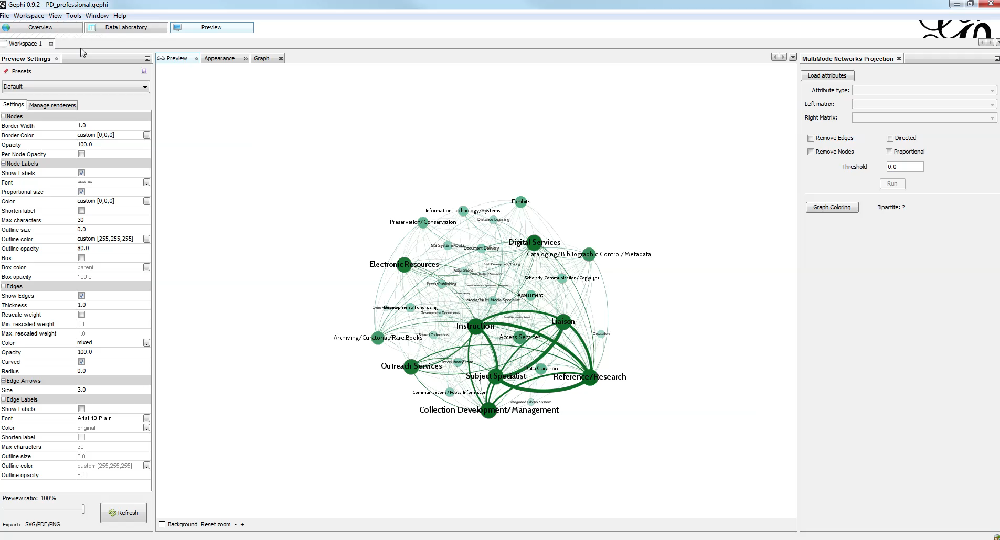 Gephi 0.9.2 - PD_professional.gephi
File Workspace View Tools Window Help
Overview Data Laboratory Preview
Workspace 1
Preview Settings
Presets
Default
Settings Manage renderers
Nodes
Border Width 1.0
Border Color custom [0,0,0] ...
Opacity 100.0
Per-Node Opacity
Node Labels
Show Labels
Font Cabin 5 Plain ...
Proportional size
Color custom [0,0,0] ...
Shorten label
Max characters 30
Outline size 0.0
Outline color custom [255,255,255] ...
Outline opacity 80.0
Box
Box color parent ...
Box opacity 100.0
Edges
Show Edges
Thickness 1.0
Rescale weight
Min. rescaled weight 0.1
Max. rescaled weight 1.0
Color mixed ...
Opacity 100.0
Curved
Radius 0.0
Edge Arrows
Size 3.0
Edge Labels
Show Labels
Font Arial 10 Plain ...
Color original ...
Shorten label
Max characters 30
Outline size 0.0
Outline color custom [255,255,255] ...
Outline opacity 80.0
Preview ratio: 100%
Refresh
Export: SVG/PDF/PNG
Preview Appearance Graph
Exhibits
Information Technology/Systems
Distance Learning
Preservation/Conservation
Digital Services
GIS Systems/Data
Document Delivery
Cataloging/Bibliographic Control/Metadata
Electronic Resources
Staff Development/Training
Acquisitions
Finance/Budget/Accounting
Scholarly Communication/Copyright
Press/Publishing
Human Resources/Organizational Development
Assessment
Media/Multi-Media Specialist
Development/Fundraising
Government Documents
Liaison
Instruction
Circulation
Shared Collections
Access Services
Archiving/Curatorial/Rare Books
InterLibrary Loan
Outreach Services
Data Curation
Subject Specialist
Reference/Research
Communications/Public Information
Integrated Library System
Collection Development/Management
Background Reset zoom - +
MultiMode Networks Projection
Load attributes
Attribute type:
Left matrix:
Right Matrix:
Remove Edges Directed
Remove Nodes Proportional
Threshold 0.0
Run
Graph Coloring Bipartite: ?